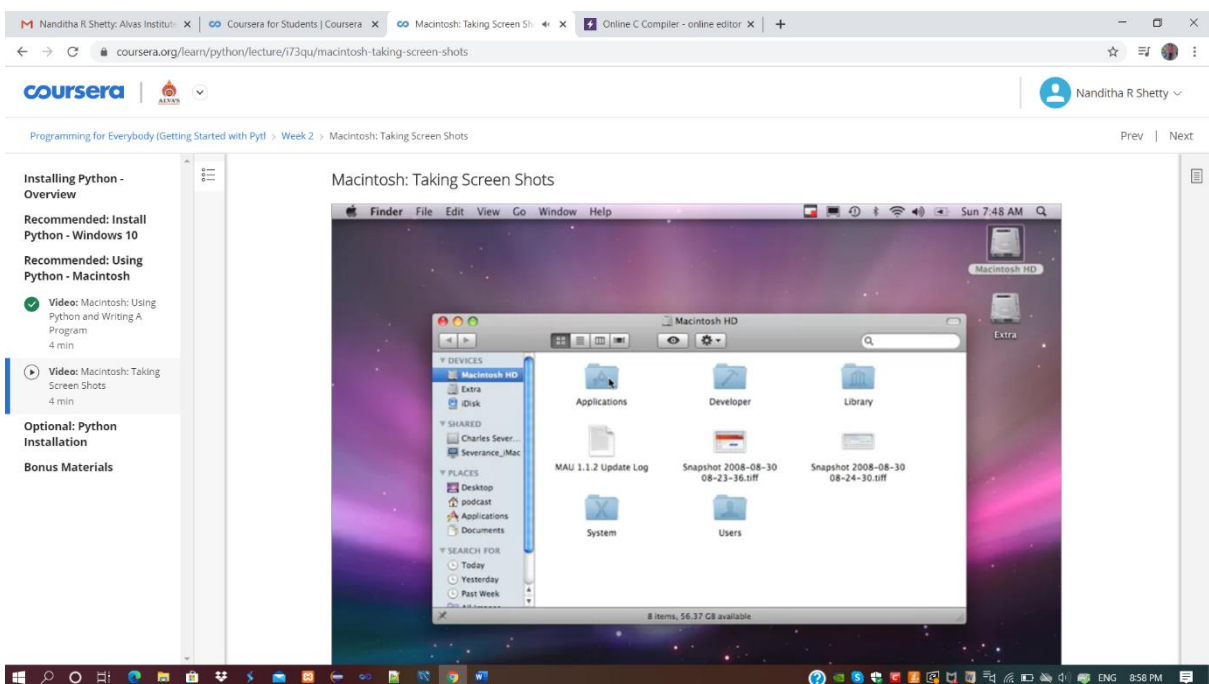 Nanditha R Shetty: Alvas Institut
Coursera for Students | Coursera
Macintosh: Taking Screen Sh
Online C Compiler - online editor
coursera.org/learn/python/lecture/i73qu/macintosh-taking-screen-shots
coursera
ALVA'S
Nanditha R Shetty
Programming for Everybody (Getting Started with Pytl > Week 2 > Macintosh: Taking Screen Shots
Prev | Next
Installing Python -
Overview
Recommended: Install
Python - Windows 10
Recommended: Using
Python - Macintosh
Video: Macintosh: Using
Python and Writing A
Program
4 min
Video: Macintosh: Taking
Screen Shots
4 min
Optional: Python
Installation
Bonus Materials
Macintosh: Taking Screen Shots
Finder File Edit View Go Window Help
Sun 7:48 AM
Macintosh HD
Extra
Macintosh HD
DEVICES
Macintosh HD
Extra
iDisk
SHARED
Charles Sever...
Severance_iMac
PLACES
Desktop
podcast
Applications
Documents
SEARCH FOR
Today
Yesterday
Past Week
Applications
Developer
Library
MAU 1.1.2 Update Log
Snapshot 2008-08-30
08-23-36.tiff
Snapshot 2008-08-30
08-24-30.tiff
System
Users
8 items, 56.37 GB available
ENG
8:58 PM